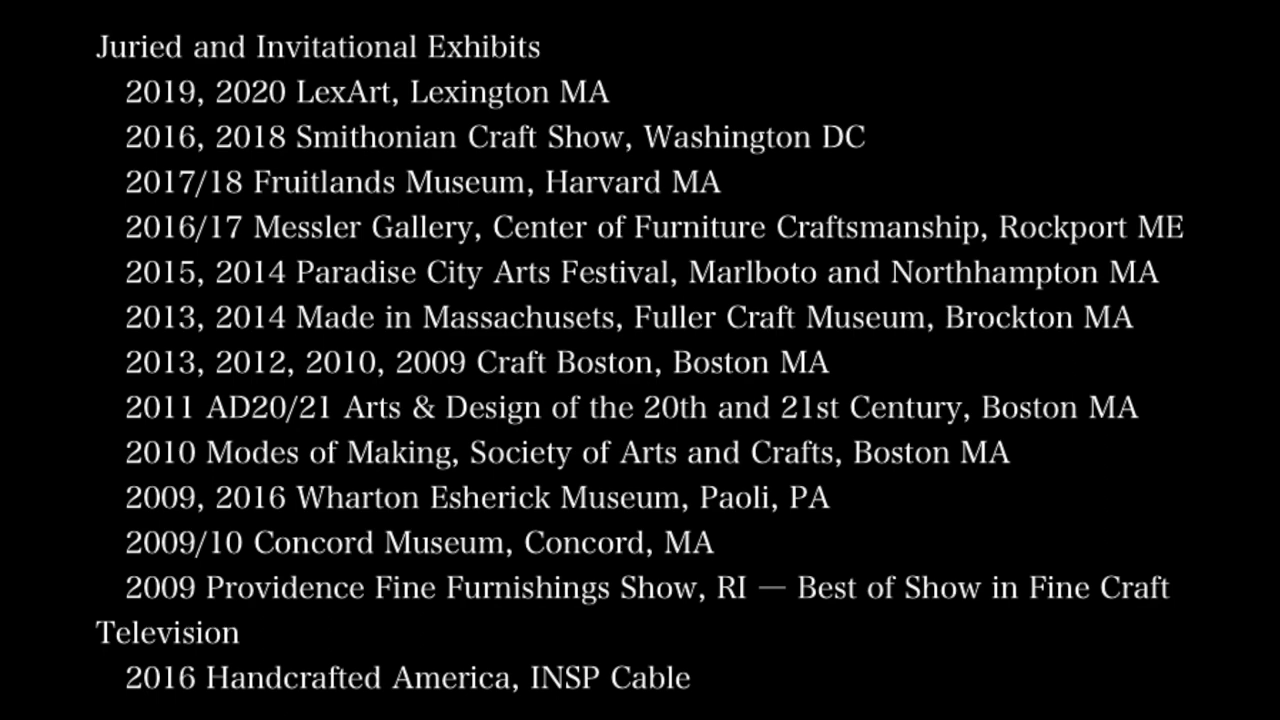 Juried and Invitational Exhibits
2019, 2020 LexArt, Lexington MA
2016, 2018 Smithonian Craft Show, Washington DC
2017/18 Fruitlands Museum, Harvard MA
2016/17 Messler Gallery, Center of Furniture Craftsmanship, Rockport ME
2015, 2014 Paradise City Arts Festival, Marlboto and Northhampton MA
2013, 2014 Made in Massachusets, Fuller Craft Museum, Brockton MA
2013, 2012, 2010, 2009 Craft Boston, Boston MA
2011 AD20/21 Arts & Design of the 20th and 21st Century, Boston MA
2010 Modes of Making, Society of Arts and Crafts, Boston MA
2009, 2016 Wharton Esherick Museum, Paoli, PA
2009/10 Concord Museum, Concord, MA
2009 Providence Fine Furnishings Show, RI — Best of Show in Fine Craft
Television
2016 Handcrafted America, INSP Cable